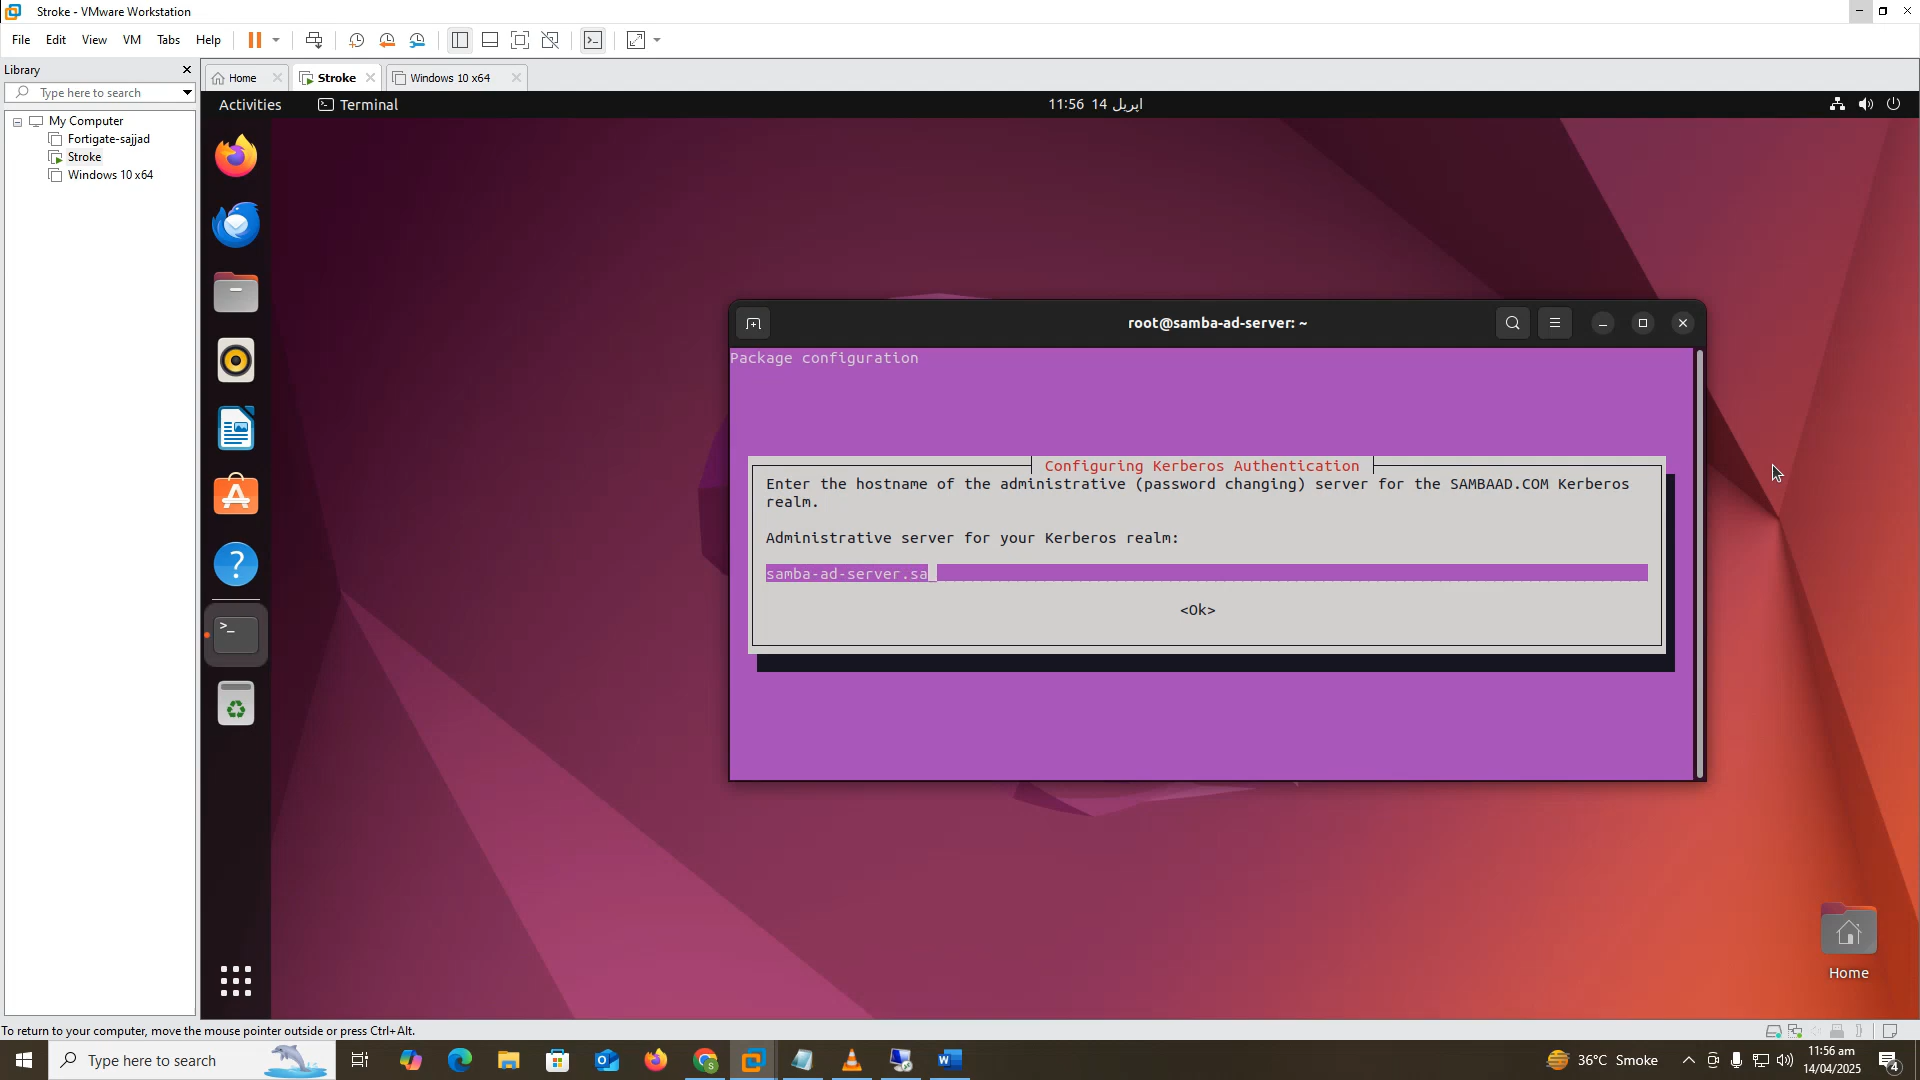 Stroke - VMware Workstation
File Edit View VM Tabs Help
Library
Type here to search
My Computer
Fortigate-sajjad
Stroke
Windows 10 x64
Home
Stroke
Windows 10 x64
Activities
Terminal
11:56 14 اپریل
root@samba-ad-server: ~
Package configuration
Configuring Kerberos Authentication
Enter the hostname of the administrative (password changing) server for the SAMBAAD.COM Kerberos
realm.
Administrative server for your Kerberos realm:
samba-ad-server.sa_
<Ok>
Home
To return to your computer, move the mouse pointer outside or press Ctrl+Alt.
Type here to search
36°C Smoke
11:56 am
14/04/2025
4